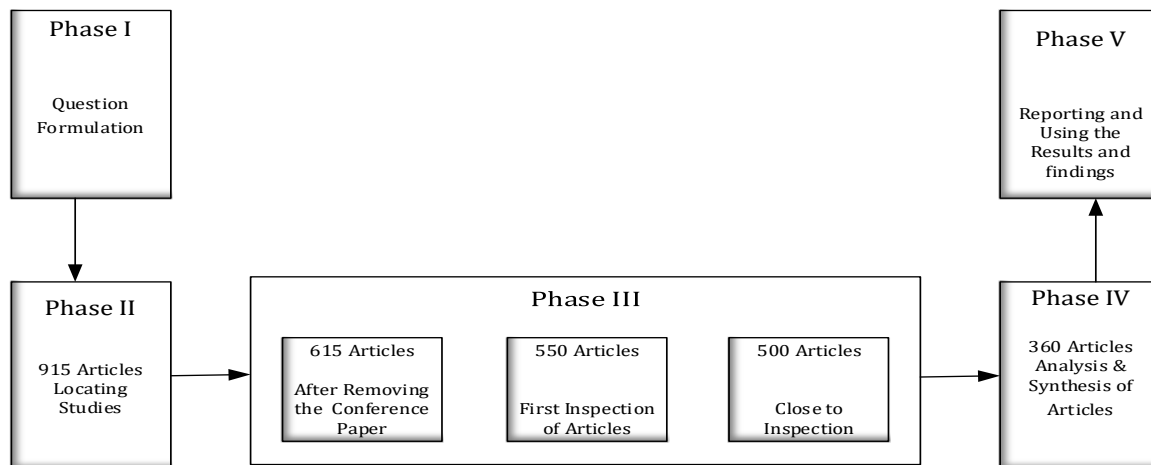 Phase I
Question
Formulation
Phase II
915 Articles
Locating
Studies
Phase III
615 Articles
After Removing
the Conference
Paper
550 Articles
First Inspection
of Articles
500 Articles
Close to
Inspection
Phase IV
360 Articles
Analysis &
Synthesis of
Articles
Phase V
Reporting and
Using the
Results and
findings